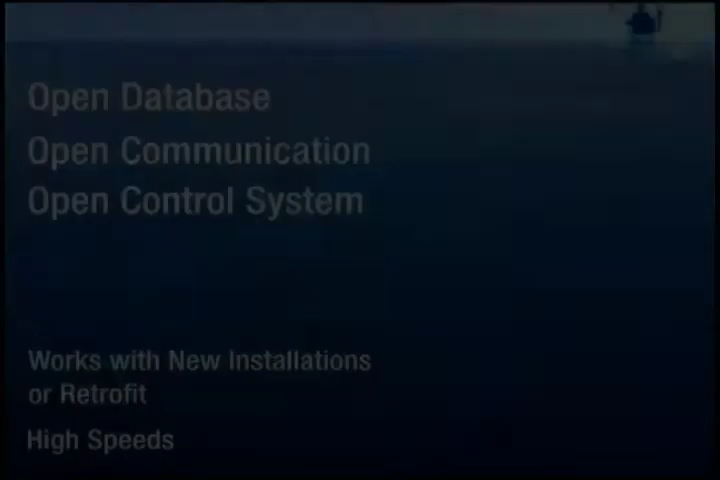 Open Database
Open Communication
Open Control System
Works with New Installations
or Retrofit
High Speeds